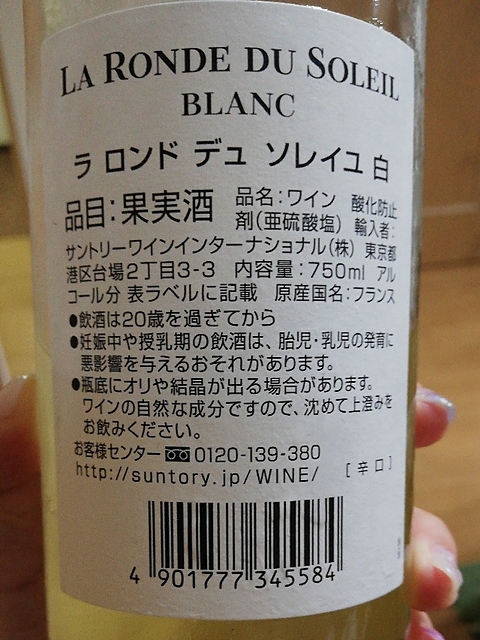 LA RONDE DU SOLEIL
BLANC
ラ ロンド デュ ソレイユ 白
品目:果実酒 品名:ワイン 酸化防止
剤(亜硫酸塩) 輸入者:
サントリーワインインターナショナル(株) 東京都
港区台場2丁目3-3 内容量:750ml アル
コール分 表ラベルに記載 原産国名:フランス
●飲酒は20歳を過ぎてから
●妊娠中や授乳期の飲酒は、胎児・乳児の発育に
悪影響を与えるおそれがあります。
●瓶底にオリや結晶が出る場合があります。
ワインの自然な成分ですので、沈めて上澄みを
お飲みください。
お客様センター 0120-139-380
http://suntory.jp/WINE/ [辛口]
4 901777 345584